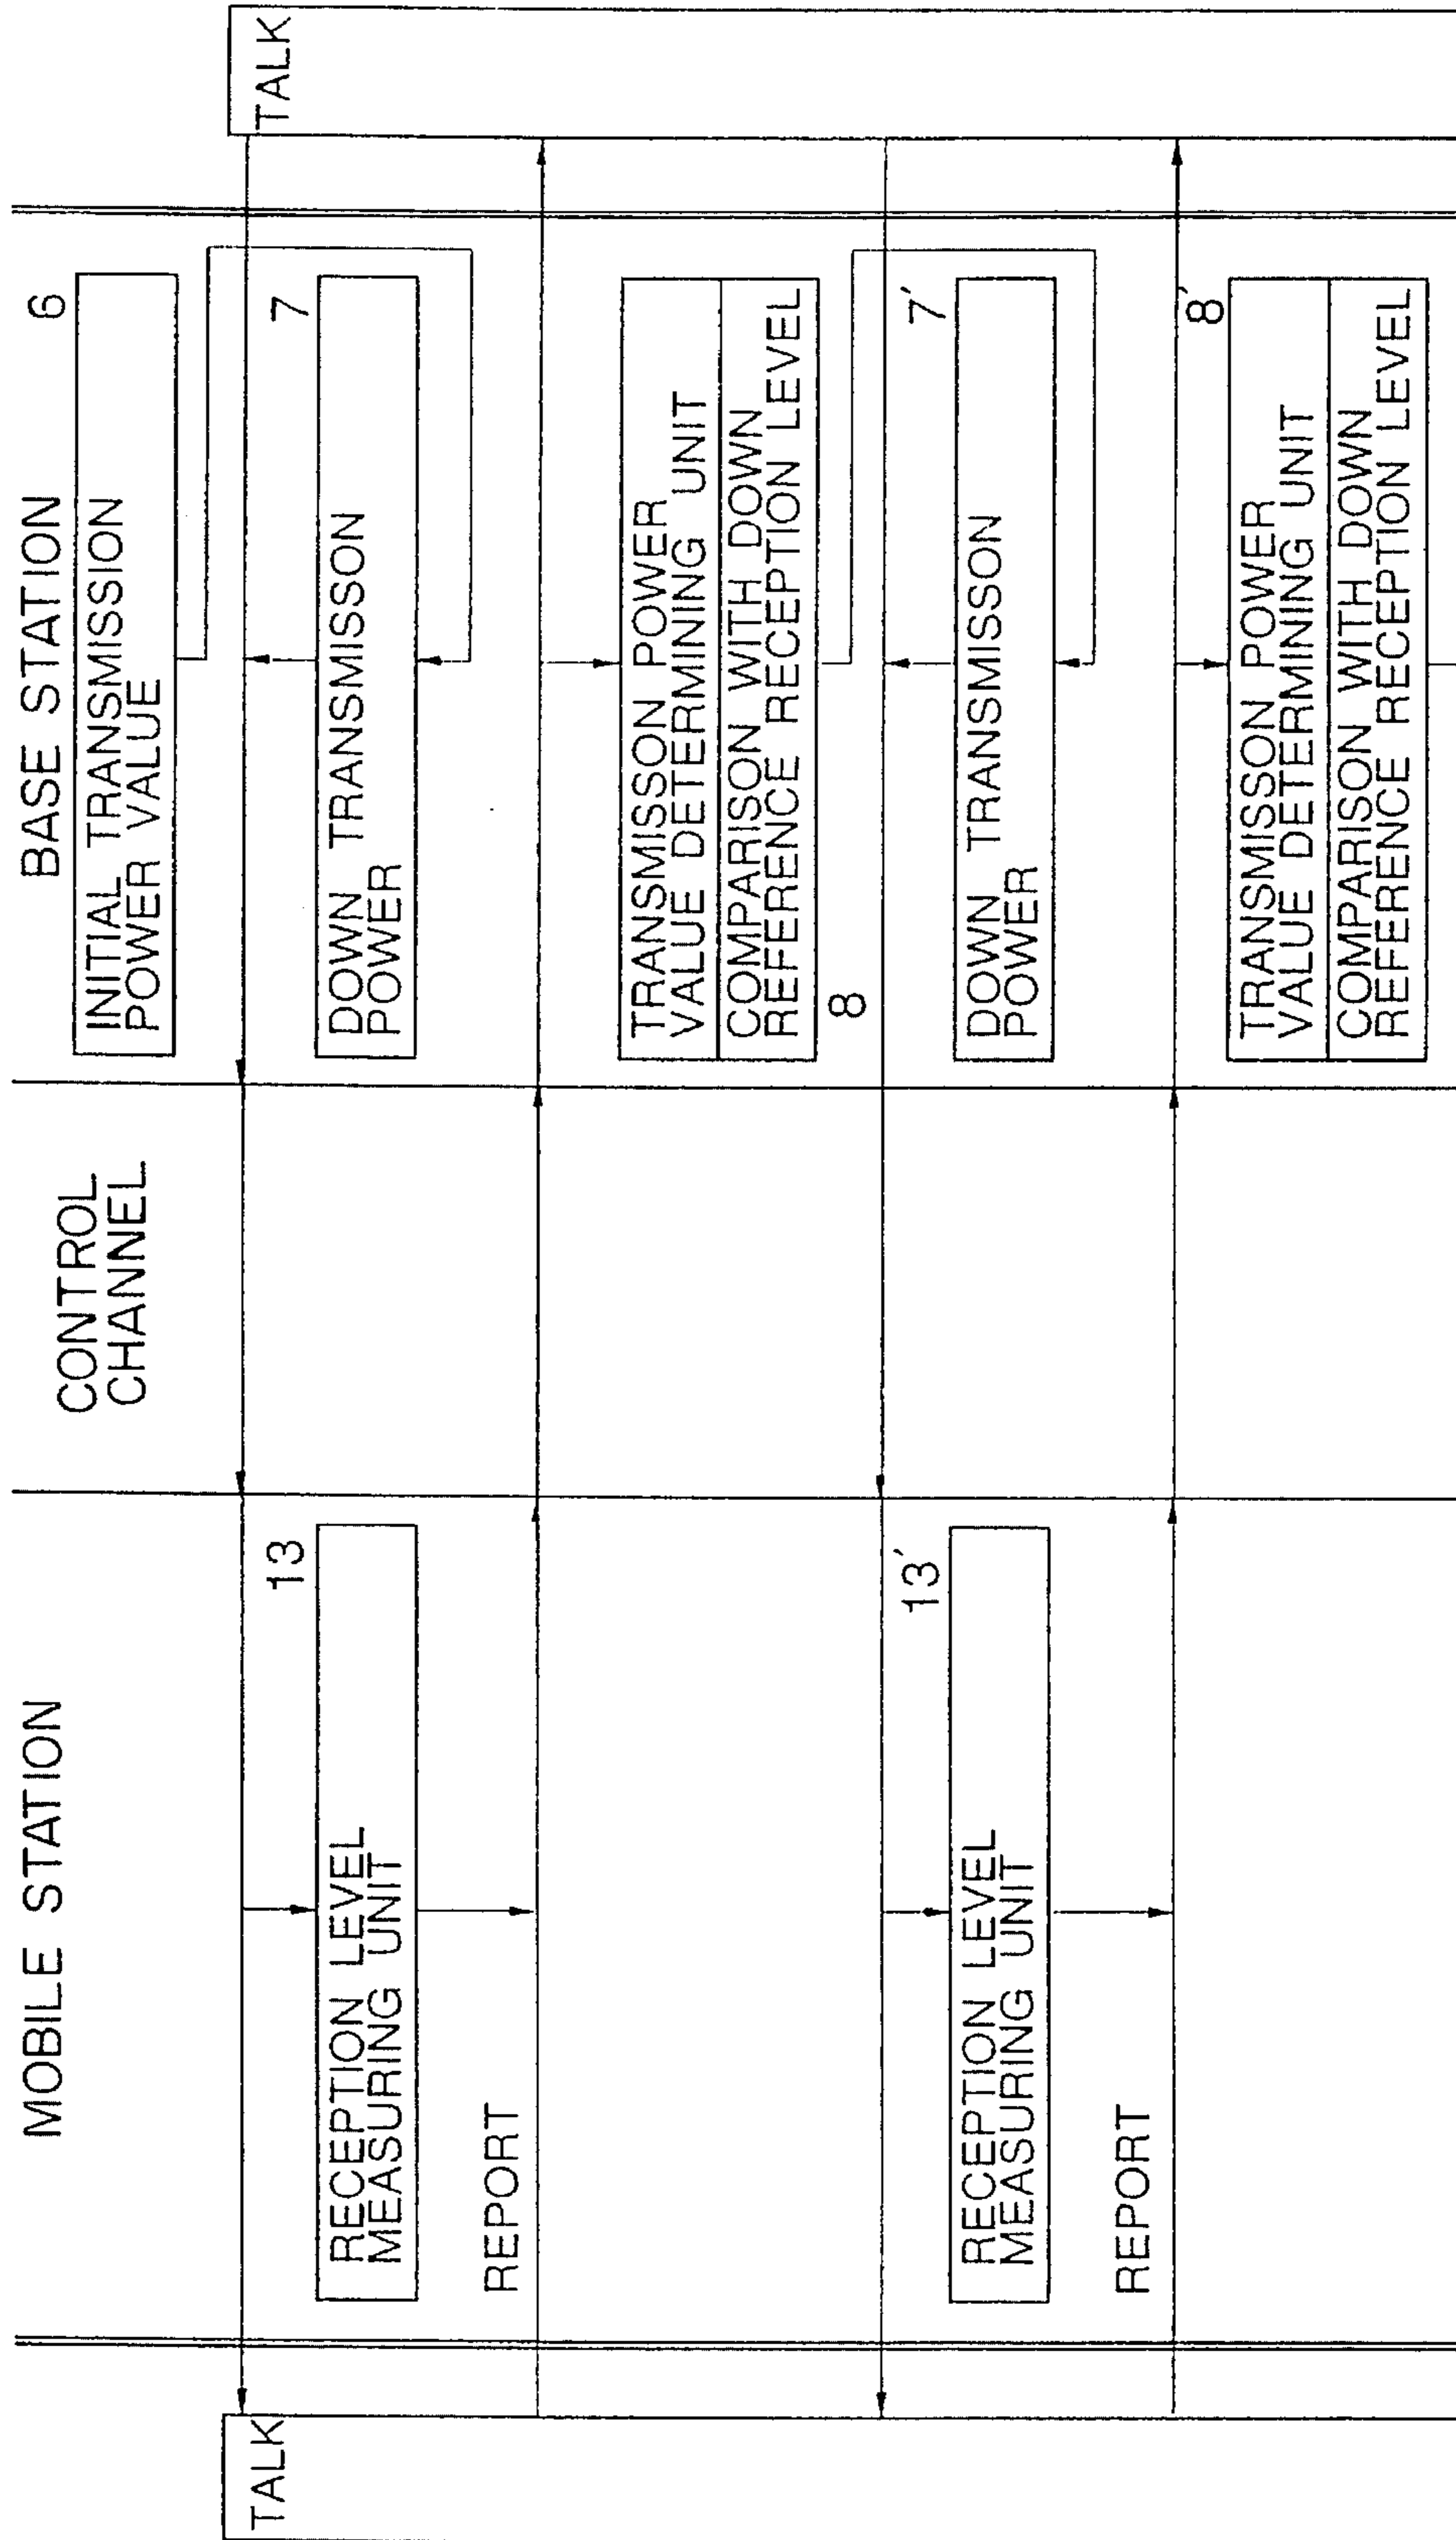 MOBILE STATION
CONTROL
CHANNEL
BASE STATION
6
INITIAL TRANSMISSION
POWER VALUE
TALK
TALK
13
RECEPTION LEVEL
MEASURING UNIT
7
DOWN TRANSMISSON
POWER
REPORT
TRANSMISSON POWER
VALUE DETERMINING UNIT
COMPARISON WITH DOWN
REFERENCE RECEPTION LEVEL
8
13'
RECEPTION LEVEL
MEASURING UNIT
7'
DOWN TRANSMISSON
POWER
REPORT
8'
TRANSMISSON POWER
VALUE DETERMINING UNIT
COMPARISON WITH DOWN
REFERENCE RECEPTION LEVEL